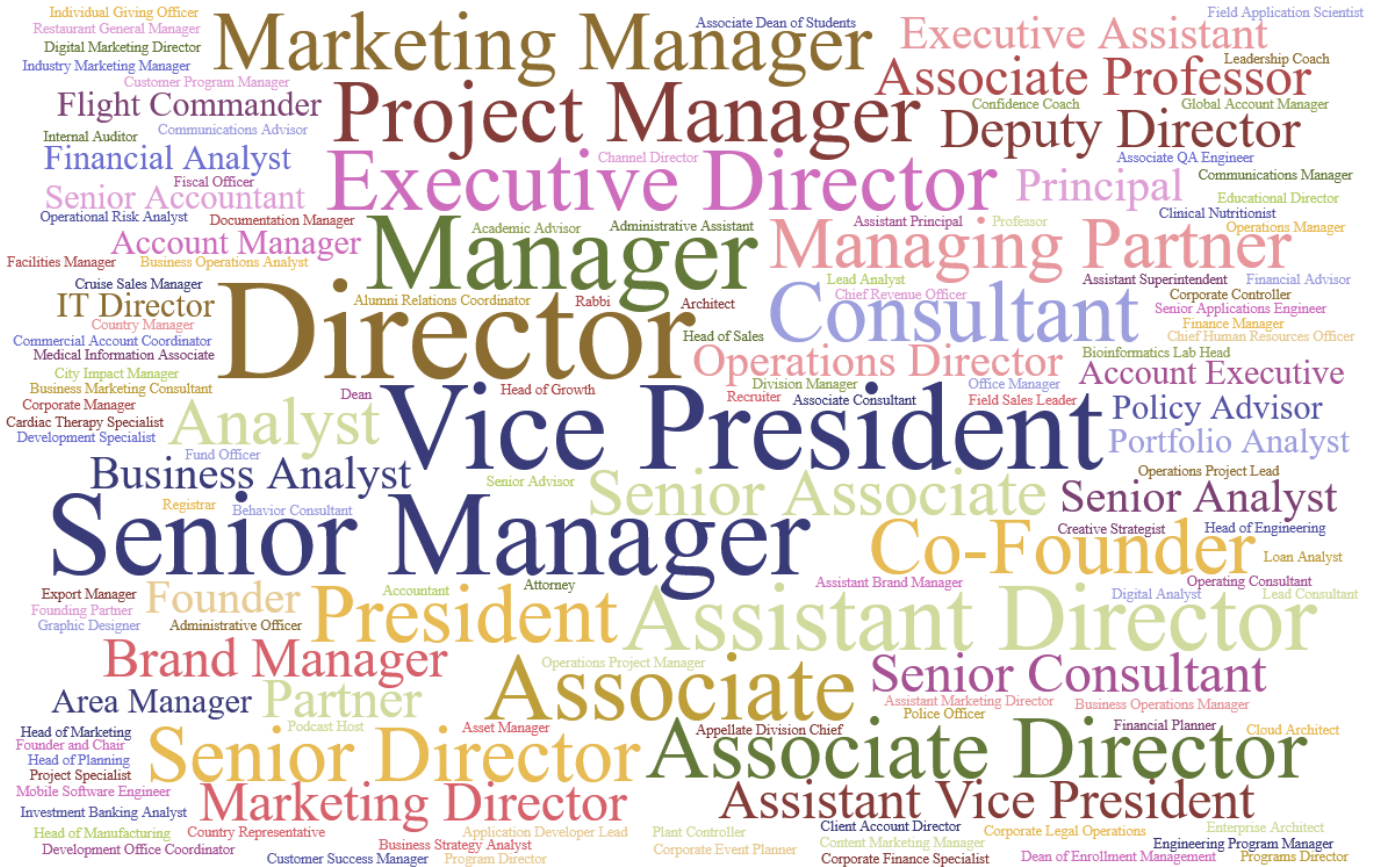 Individual Giving Officer
Associate Dean of Students
Field Application Scientist
Restaurant General Manager
Marketing Manager
Executive Assistant
Digital Marketing Director
Leadership Coach
Industry Marketing Manager
Associate Professor
Customer Program Manager
Flight Commander
Project Manager
Confidence Coach
Global Account Manager
Communications Advisor
Deputy Director
Internal Auditor
Financial Analyst
Channel Director
Associate QA Engineer
Fiscal Officer
Executive Director
Principal
Communications Manager
Senior Accountant
Educational Director
Operational Risk Analyst
Documentation Manager
Clinical Nutritionist
Academic Advisor
Administrative Assistant
Assistant Principal
Professor
Operations Manager
Account Manager
Manager
Managing Partner
Facilities Manager
Business Operations Analyst
Cruise Sales Manager
Lead Analyst
Assistant Superintendent
Financial Advisor
IT Director
Alumni Relations Coordinator
Rabbi
Architect
Chief Revenue Officer
Corporate Controller
Country Manager
Director
Consultant
Senior Applications Engineer
Finance Manager
Commercial Account Coordinator
Head of Sales
Chief Human Resources Officer
Medical Information Associate
Operations Director
Bioinformatics Lab Head
City Impact Manager
Account Executive
Business Marketing Consultant
Dean
Head of Growth
Division Manager
Office Manager
Recruiter
Associate Consultant
Field Sales Leader
Corporate Manager
Analyst
Vice President
Policy Advisor
Cardiac Therapy Specialist
Development Specialist
Portfolio Analyst
Fund Officer
Business Analyst
Senior Advisor
Operations Project Lead
Senior Associate
Senior Analyst
Registrar
Behavior Consultant
Senior Manager
Co-Founder
Creative Strategist
Head of Engineering
Loan Analyst
Export Manager
Accountant
Attorney
Assistant Brand Manager
Operating Consultant
Digital Analyst
Lead Consultant
Founding Partner
Founder
President
Assistant Director
Graphic Designer
Administrative Officer
Brand Manager
Operations Project Manager
Senior Consultant
Area Manager
Partner
Associate
Assistant Marketing Director
Business Operations Manager
Police Officer
Head of Marketing
Podcast Host
Asset Manager
Appellate Division Chief
Financial Planner
Cloud Architect
Founder and Chair
Senior Director
Associate Director
Head of Planning
Project Specialist
Mobile Software Engineer
Marketing Director
Assistant Vice President
Investment Banking Analyst
Head of Manufacturing
Country Representative
Application Developer Lead
Plant Controller
Client Account Director
Corporate Legal Operations
Enterprise Architect
Development Office Coordinator
Business Strategy Analyst
Corporate Event Planner
Content Marketing Manager
Engineering Program Manager
Customer Success Manager
Program Director
Corporate Finance Specialist
Dean of Enrollment Management
Programs Director